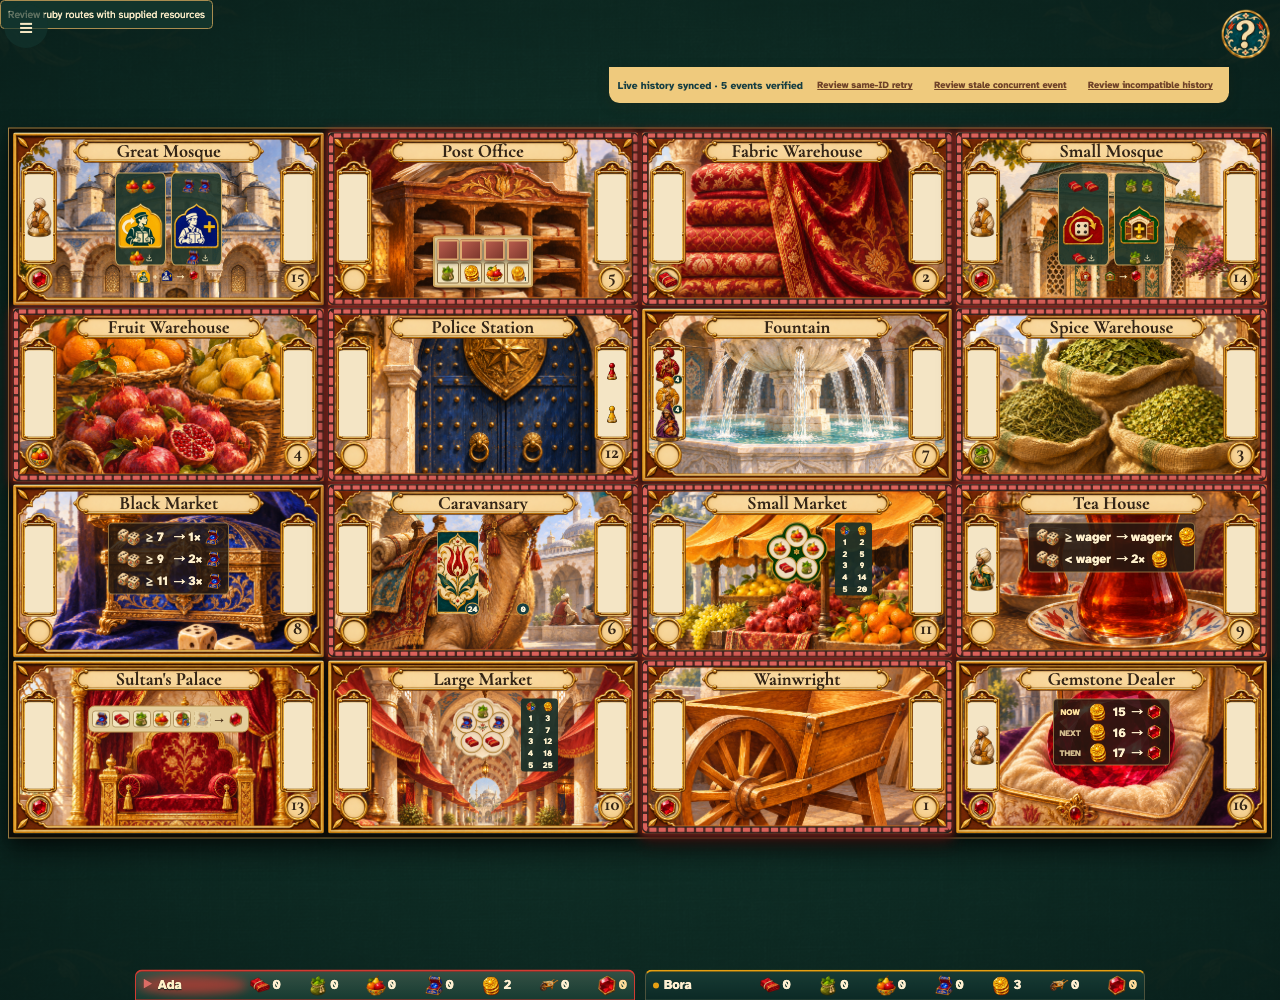 Review ruby routes with supplied resources
?
Live history synced · 5 events verified
Review same-ID retry
Review stale concurrent event
Review incompatible history
Great Mosque
15
Post Office
5
Fabric Warehouse
2
Small Mosque
14
Fruit Warehouse
4
Police Station
12
Fountain
4
4
7
Spice Warehouse
3
Black Market
≥ 7 → 1×
≥ 9 → 2×
≥ 11 → 3×
8
Caravansary
24
0
6
Small Market
1 2
2 5
3 9
4 14
5 20
11
Tea House
≥ wager → wager×
< wager → 2×
9
Sultan's Palace
→
13
Large Market
1 3
2 7
3 12
4 18
5 25
10
Wainwright
1
Gemstone Dealer
NOW 15 →
NEXT 16 →
THEN 17 →
16
Ada 0 0 0 0 2 0 0
Bora 0 0 0 0 3 0 0